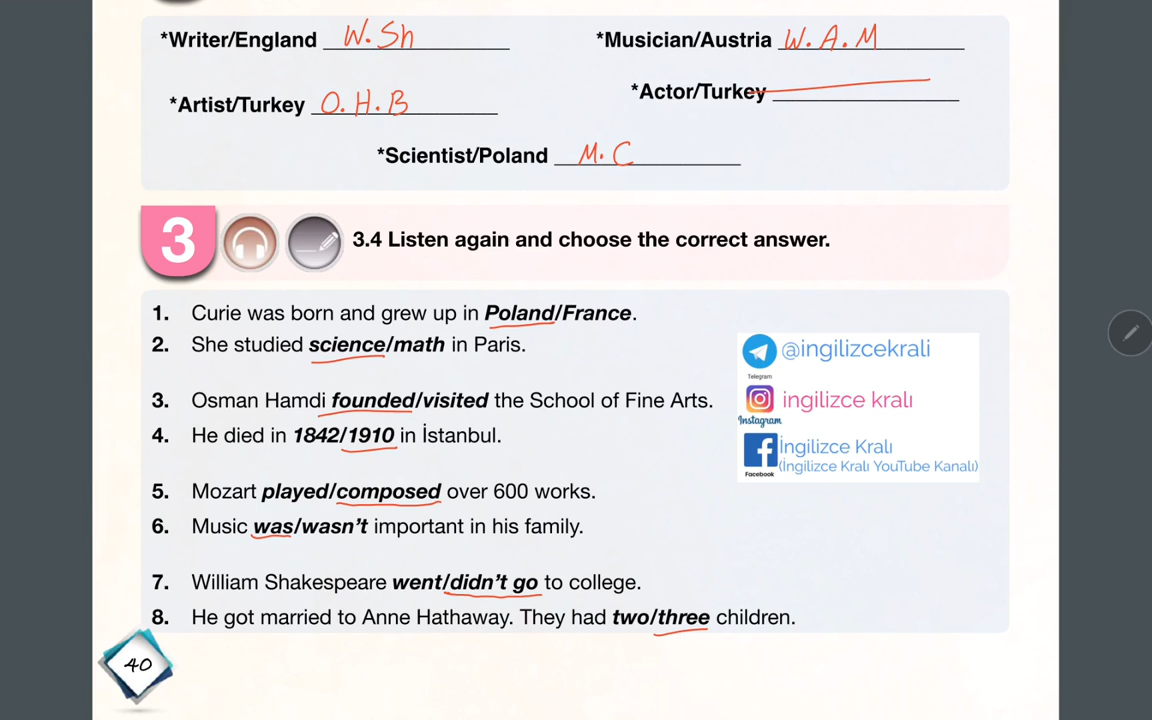 *Writer/England W.Sh
*Musician/Austria W.A.M
*Artist/Turkey O.H.B
*Actor/Turkey
*Scientist/Poland M.C
3
3.4 Listen again and choose the correct answer.
1. Curie was born and grew up in Poland/France.
2. She studied science/math in Paris.
3. Osman Hamdi founded/visited the School of Fine Arts.
4. He died in 1842/1910 in İstanbul.
5. Mozart played/composed over 600 works.
6. Music was/wasn't important in his family.
7. William Shakespeare went/didn't go to college.
8. He got married to Anne Hathaway. They had two/three children.
@ingilizcekrali
Telegram
ingilizce kralı
Instagram
İngilizce Kralı
(İngilizce Kralı YouTube Kanalı)
Facebook
40